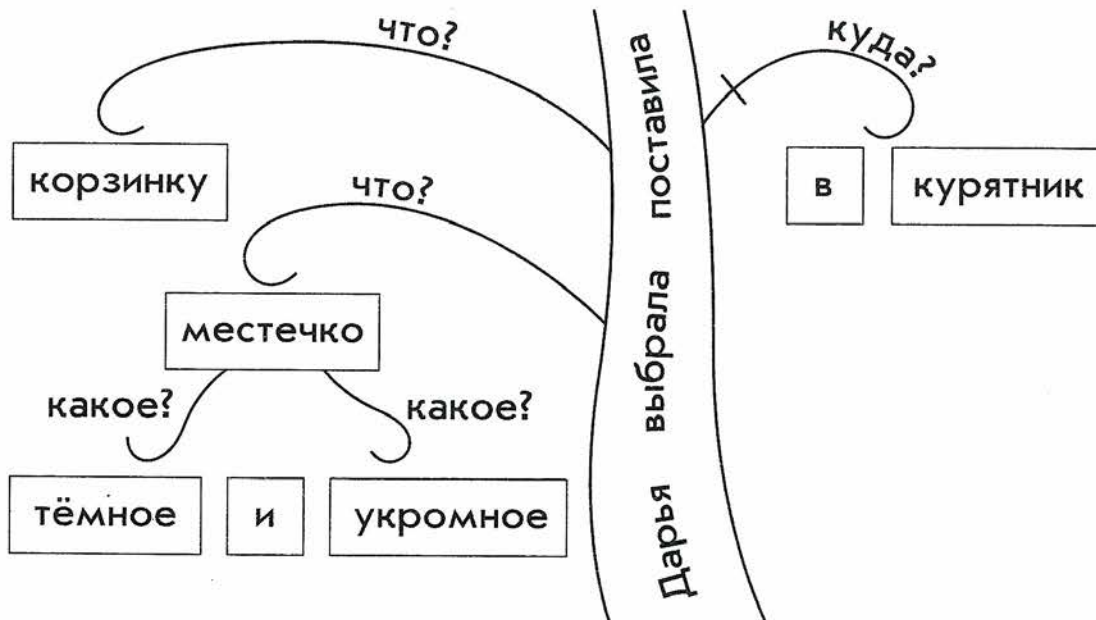 что?
куда?
корзинку
в
курятник
что?
местечко
какое?
какое?
тёмное
и
укромное
Дарья выбрала поставила